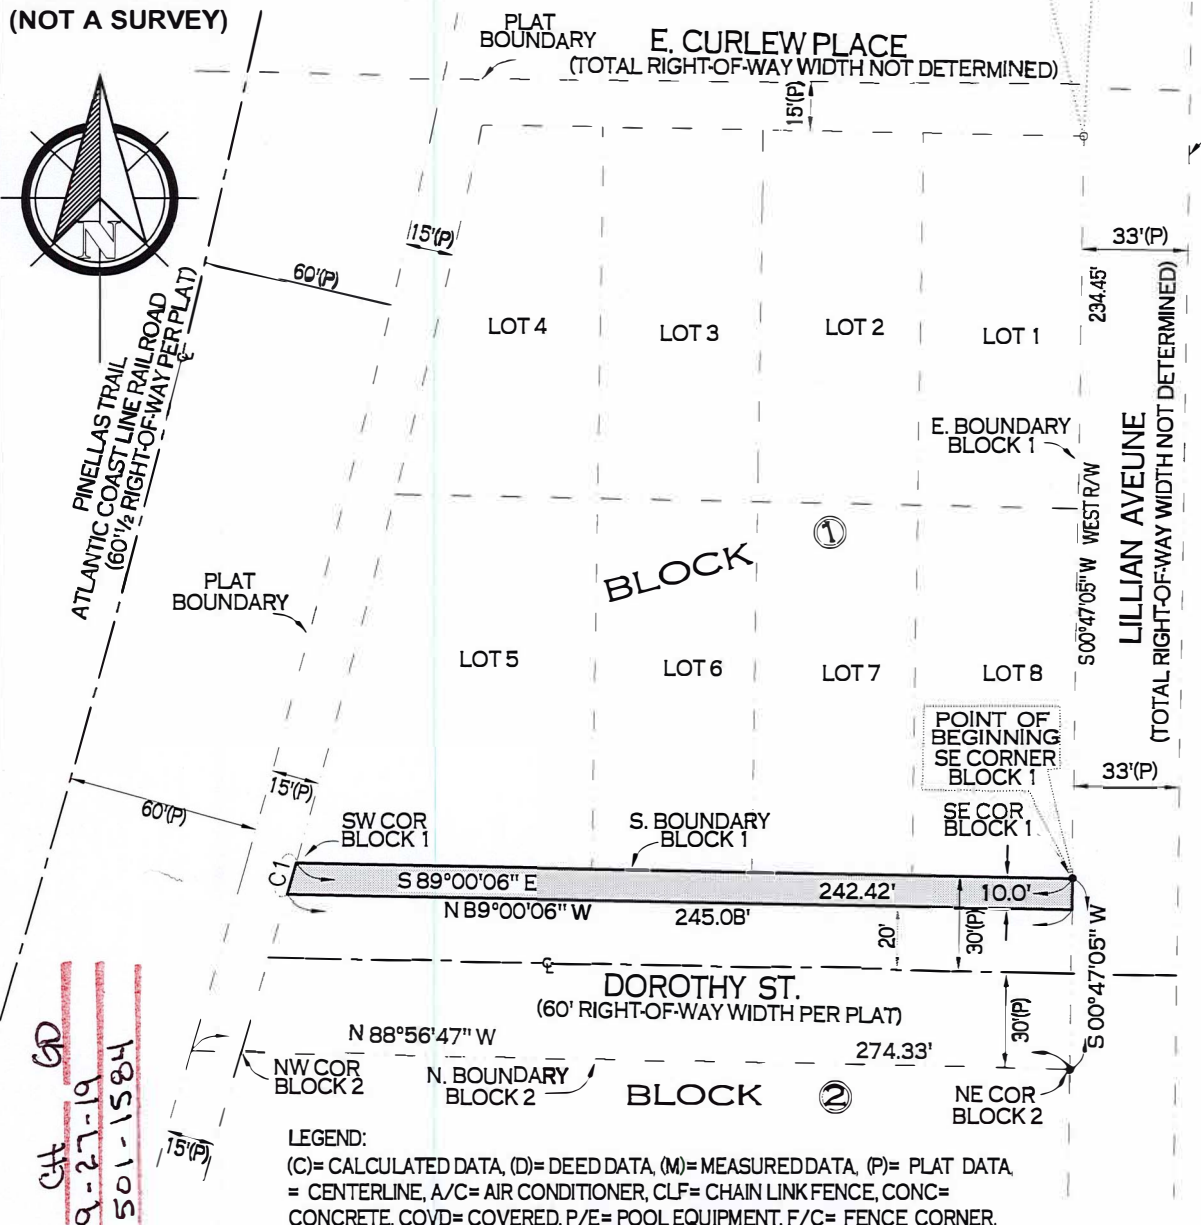 (NOT A SURVEY)
PLAT
BOUNDARY
E. CURLEW PLACE
(TOTAL RIGHT-OF-WAY WIDTH NOT DETERMINED)
15'(P)
N
15'(P)
60'(P)
33'(P)
234.45'
PINELLAS TRAIL
ATLANTIC COAST LINE RAILROAD
(60'1/2 RIGHT-OF-WAY PER PLAT)
LOT 4
LOT 3
LOT 2
LOT 1
E. BOUNDARY
BLOCK 1
S 00°47'05" W WEST R/W
LILLIAN AVEUNE
(TOTAL RIGHT-OF-WAY WIDTH NOT DETERMINED)
BLOCK
1
PLAT
BOUNDARY
LOT 5
LOT 6
LOT 7
LOT 8
POINT OF
BEGINNING
SE CORNER
BLOCK 1
33'(P)
15'(P)
60'(P)
SW COR
BLOCK 1
S. BOUNDARY
BLOCK 1
SE COR
BLOCK 1
C1
S 89°00'06" E
242.42'
10.0'
N B9°00'06" W
245.0B'
20'
30'(P)
S 00°47'05" W
DOROTHY ST.
(60' RIGHT-OF-WAY WIDTH PER PLAT)
30'(P)
N 88°56'47" W
274.33'
NW COR
BLOCK 2
N. BOUNDARY
BLOCK 2
BLOCK
2
NE COR
BLOCK 2
15'(P)
LEGEND:
(C)= CALCULATED DATA, (D)= DEED DATA, (M)= MEASURED DATA, (P)= PLAT DATA,
= CENTERLINE, A/C= AIR CONDITIONER, CLF= CHAIN LINK FENCE, CONC=
CONCRETE, COVD= COVERED, P/E= POOL EQUIPMENT, F/C= FENCE CORNER,
CH GD
9-27-19
501-1584